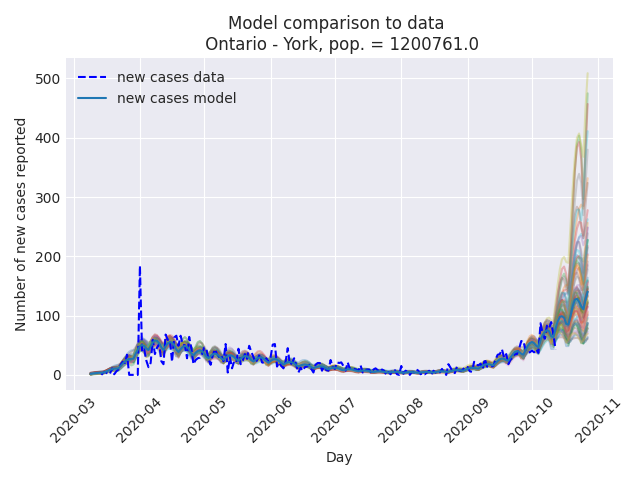 Model comparison to data
Ontario - York, pop. = 1200761.0
new cases data
new cases model
Number of new cases reported
500
400
300
200
100
0
2020-03
2020-04
2020-05
2020-06
2020-07
2020-08
2020-09
2020-10
2020-11
Day